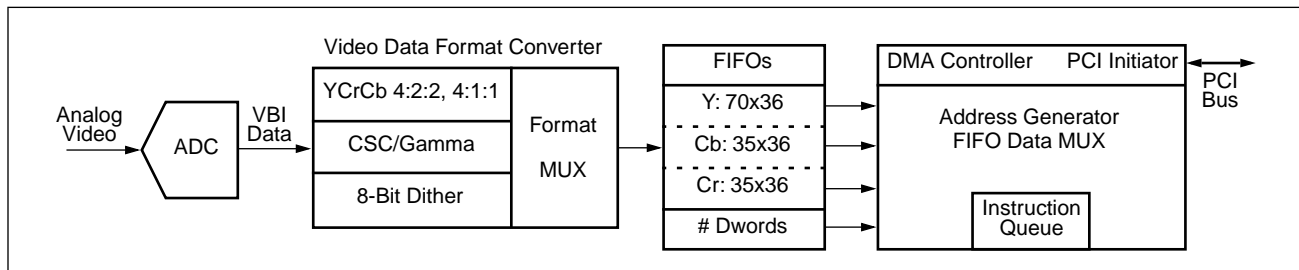 Video Data Format Converter
Analog
Video
ADC
VBI
Data
YCrCb 4:2:2, 4:1:1
CSC/Gamma
8-Bit Dither
Format
MUX
FIFOs
Y: 70x36
Cb: 35x36
Cr: 35x36
# Dwords
DMA Controller PCI Initiator
Address Generator
FIFO Data MUX
Instruction
Queue
PCI
Bus